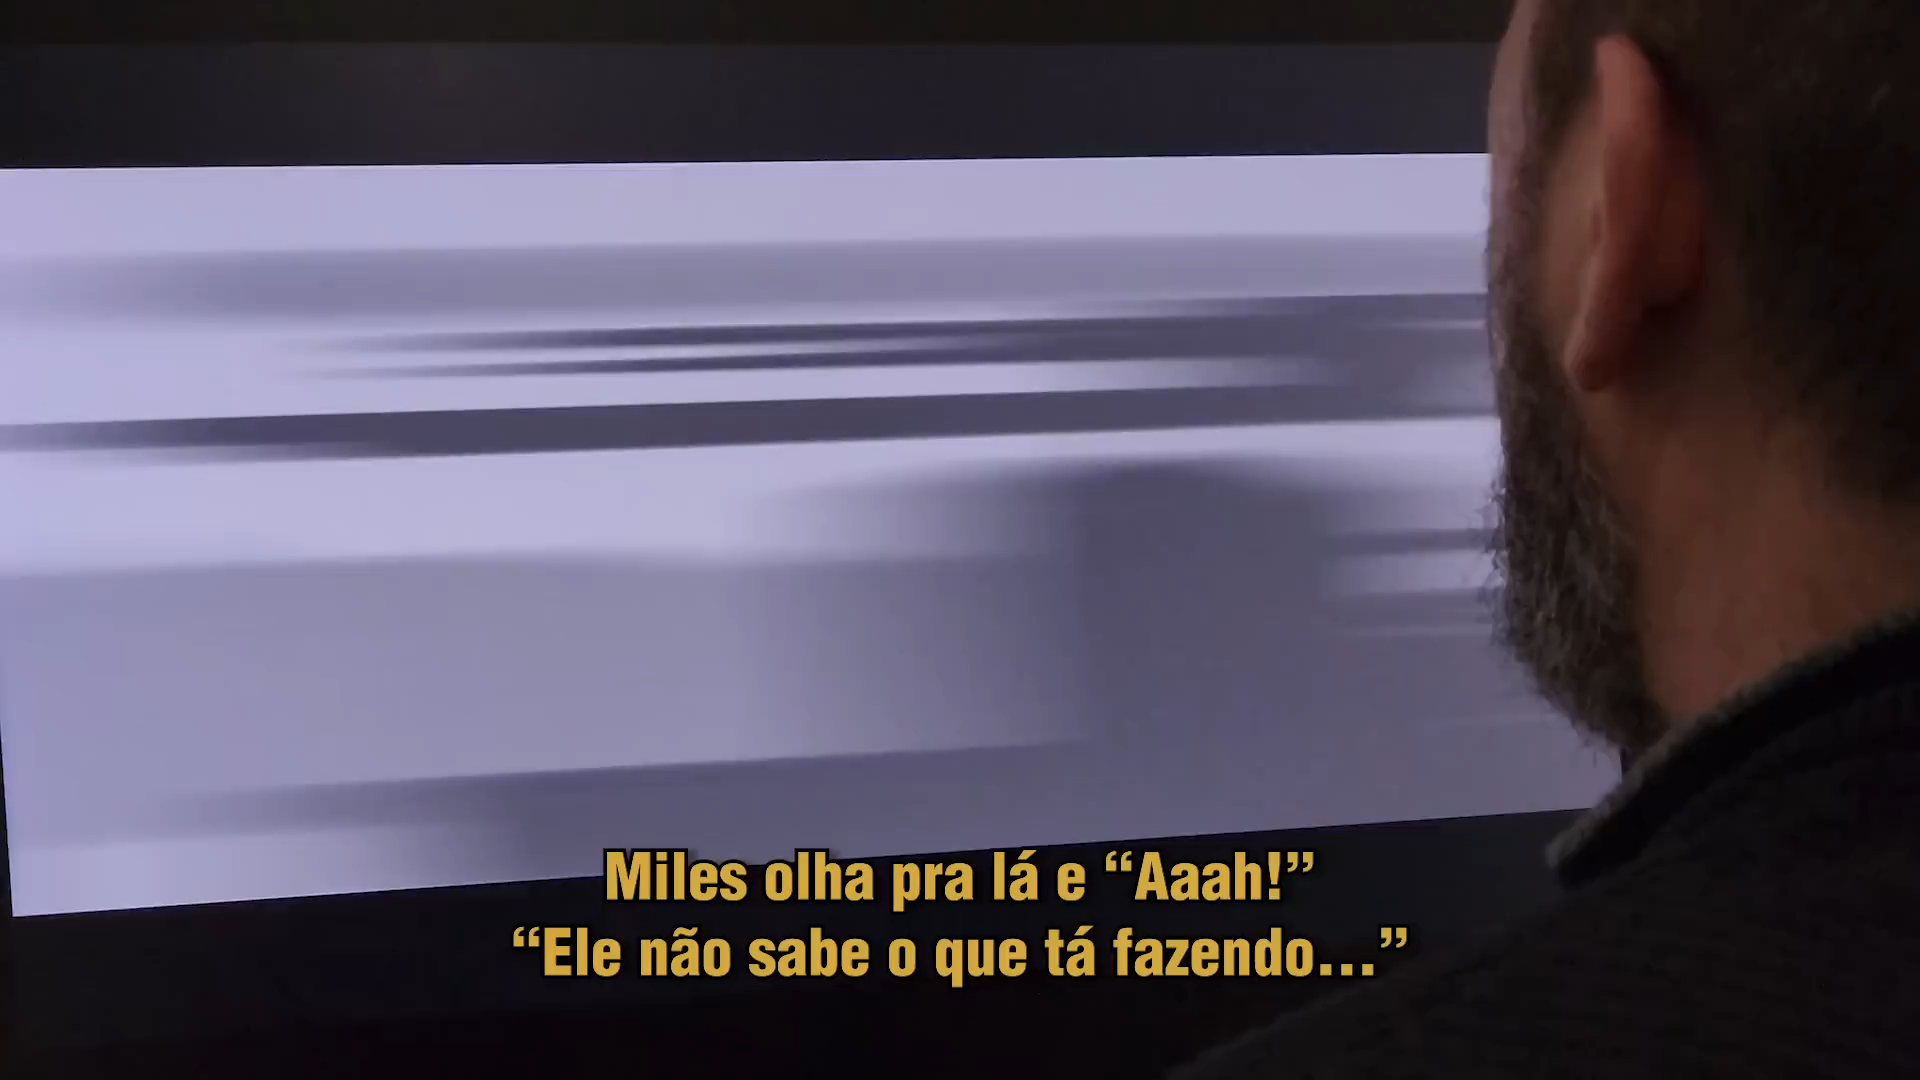 Miles olha pra lá e “Aaah!”
“Ele não sabe o que tá fazendo...”